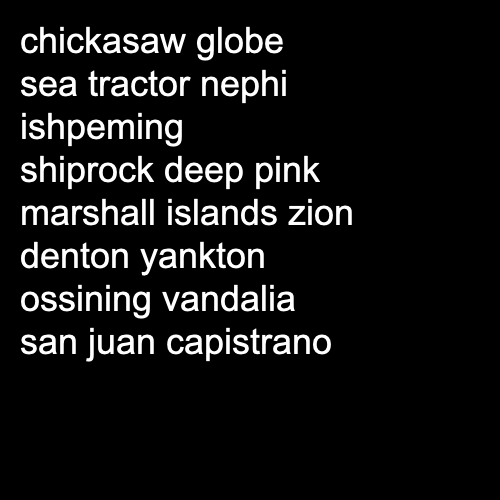 chickasaw globe
sea tractor nephi
ishpeming
shiprock deep pink
marshall islands zion
denton yankton
ossining vandalia
san juan capistrano